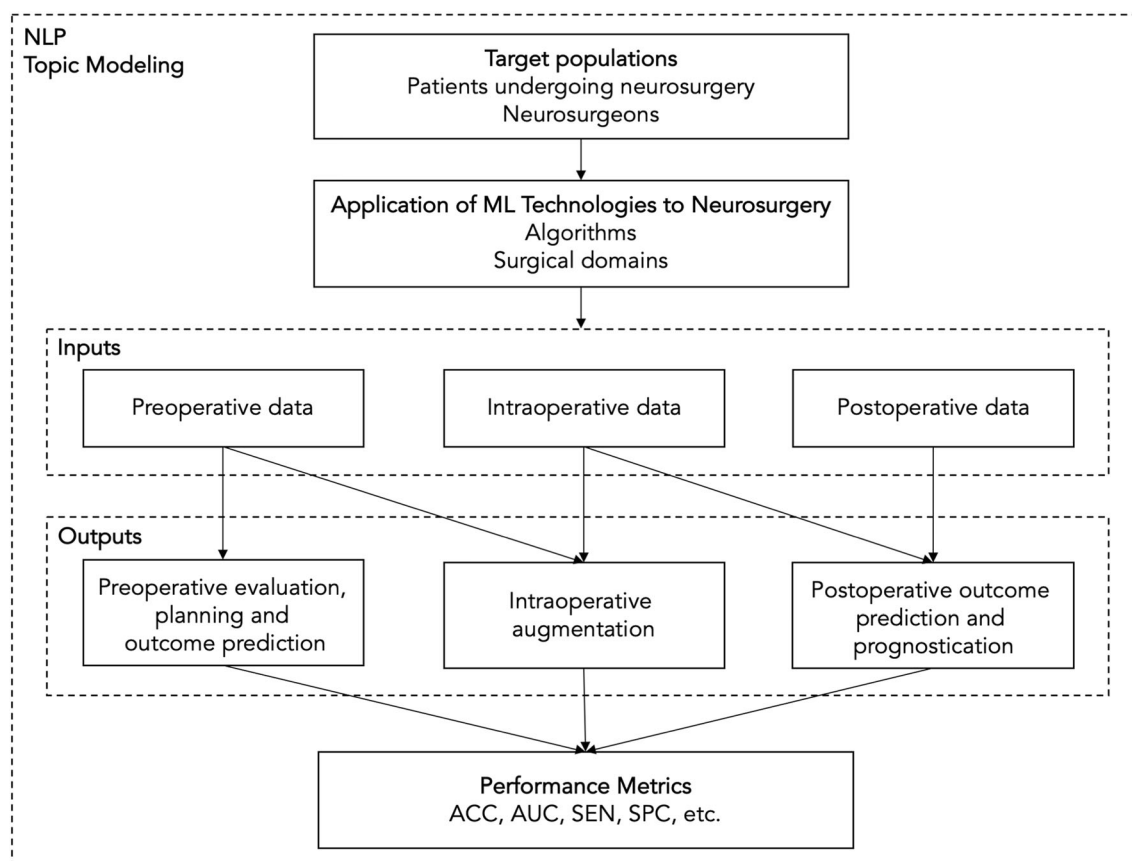 NLP
Topic Modeling
Target populations
Patients undergoing neurosurgery
Neurosurgeons
Application of ML Technologies to Neurosurgery
Algorithms
Surgical domains
Inputs
Preoperative data
Intraoperative data
Postoperative data
Outputs
Preoperative evaluation,
planning and
outcome prediction
Intraoperative
augmentation
Postoperative outcome
prediction and
prognostication
Performance Metrics
ACC, AUC, SEN, SPC, etc.